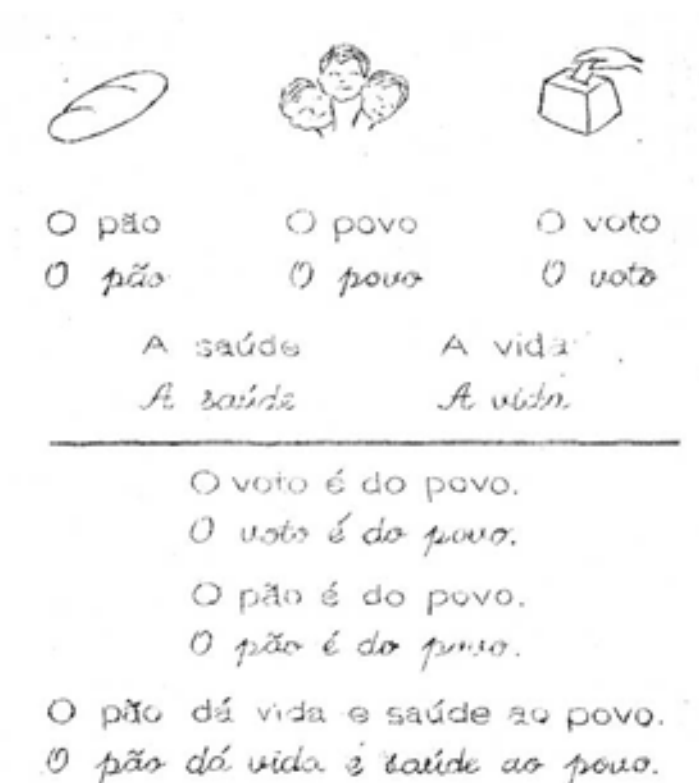 O pão O povo O voto
O pão O povo O voto
A saúde A vida
A saúde A vida
O voto é do povo.
O voto é do povo.
O pão é do povo.
O pão é do povo.
O pão dá vida e saúde ao povo.
O pão dá vida e saúde ao povo.